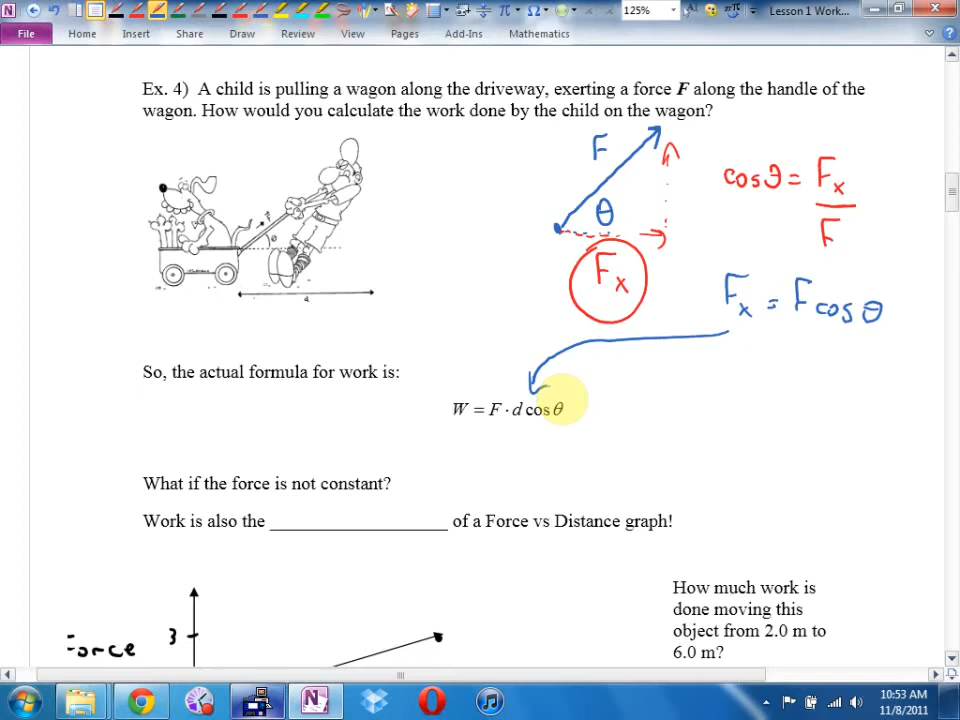 125%
Lesson 1 Work...
File Home Insert Share Draw Review View Pages Add-Ins Mathematics
Ex. 4) A child is pulling a wagon along the driveway, exerting a force F along the handle of the
wagon. How would you calculate the work done by the child on the wagon?
F
θ
Fx
cosθ = Fx
F
Fx = F cosθ
F
θ
d
So, the actual formula for work is:
W = F · d cos θ
What if the force is not constant?
Work is also the ____________________ of a Force vs Distance graph!
How much work is
done moving this
object from 2.0 m to
6.0 m?
Force
3
10:53 AM
11/8/2011